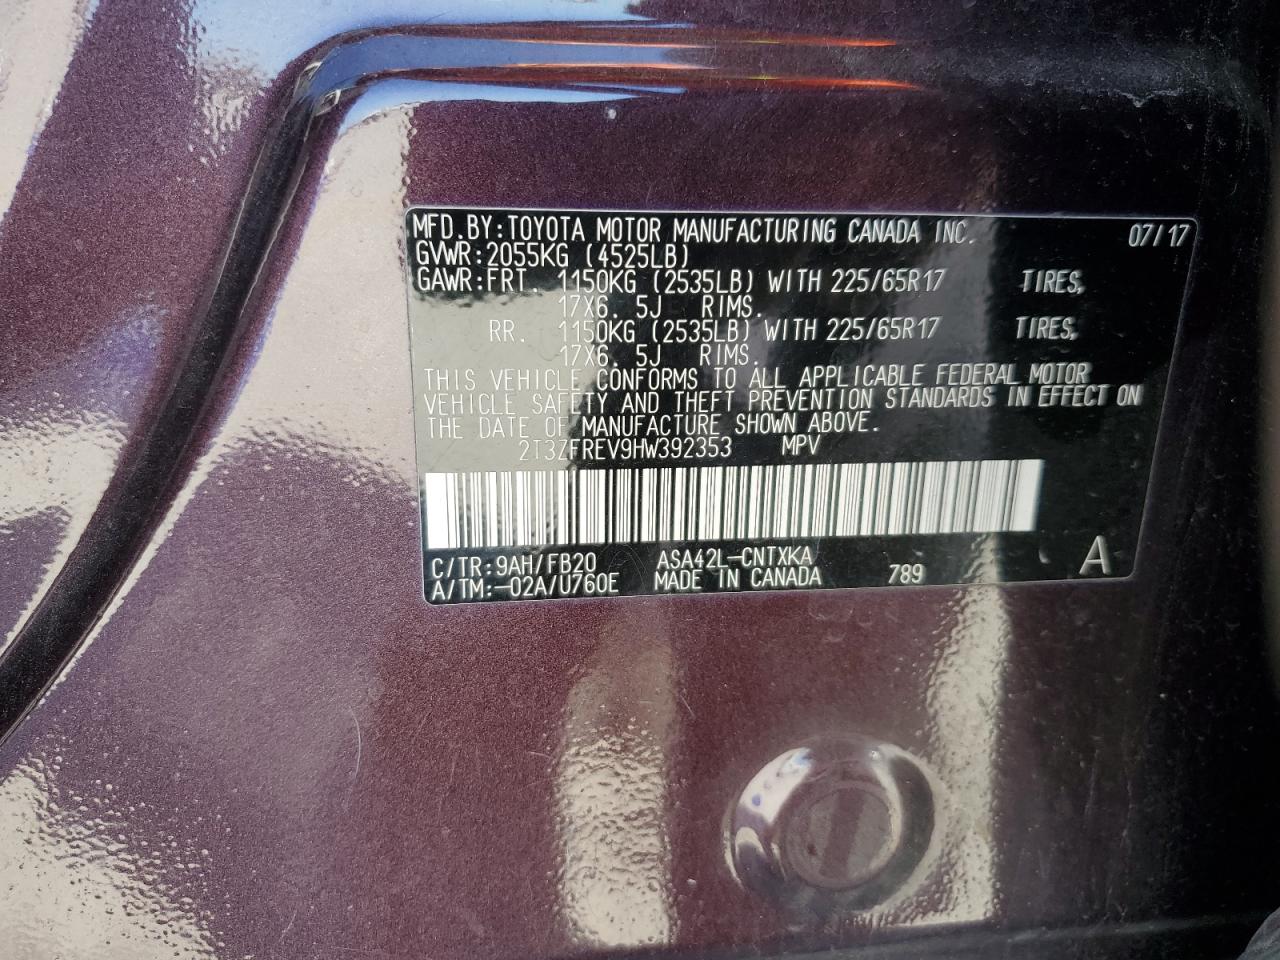 MFD.BY:TOYOTA MOTOR MANUFACTURING CANADA INC. 07/17
GVWR:2055KG (4525LB)
GAWR:FRT. 1150KG (2535LB) WITH 225/65R17 TIRES,
17X6. 5J RIMS.
RR. 1150KG (2535LB) WITH 225/65R17 TIRES,
17X6. 5J RIMS.
THIS VEHICLE CONFORMS TO ALL APPLICABLE FEDERAL MOTOR
VEHICLE SAFETY AND THEFT PREVENTION STANDARDS IN EFFECT ON
THE DATE OF MANUFACTURE SHOWN ABOVE.
2T3ZFREV9HW392353 MPV
C/TR:9AH/FB20 ASA42L-CNTXKA
A/TM:-02A/U760E MADE IN CANADA 789 A